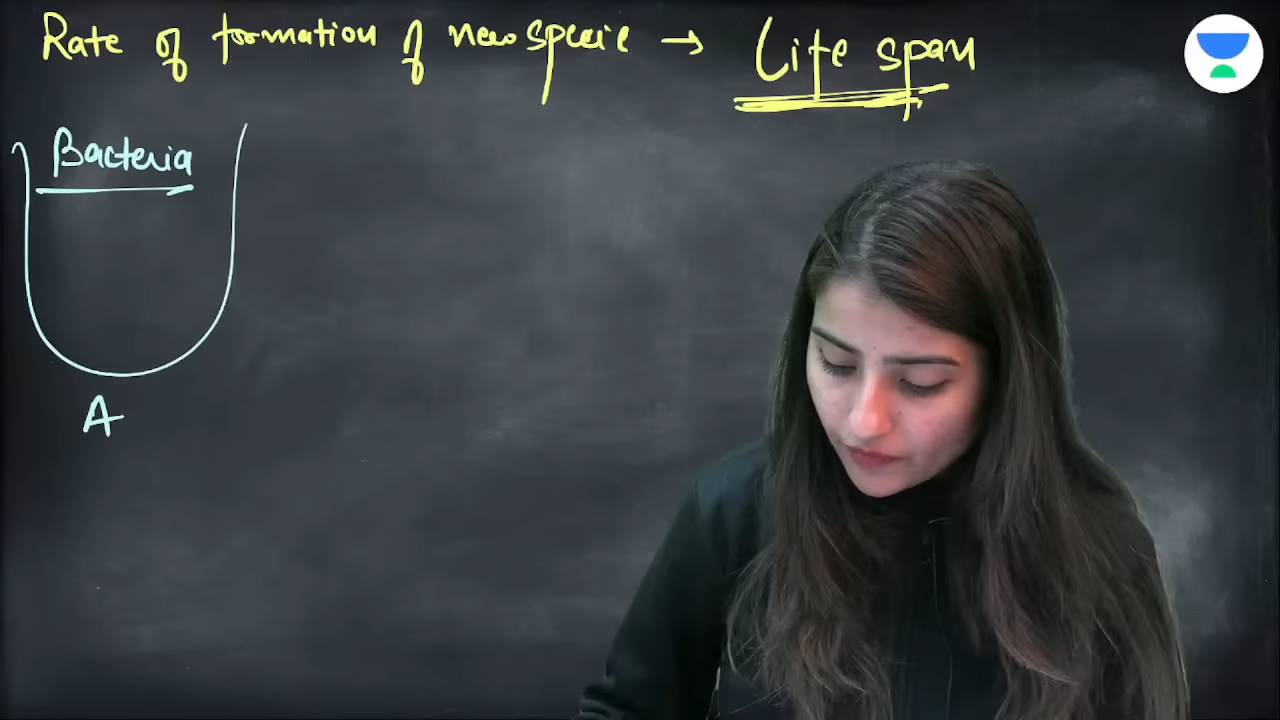 Rate of formation of new specie → Life span
Bacteria
A